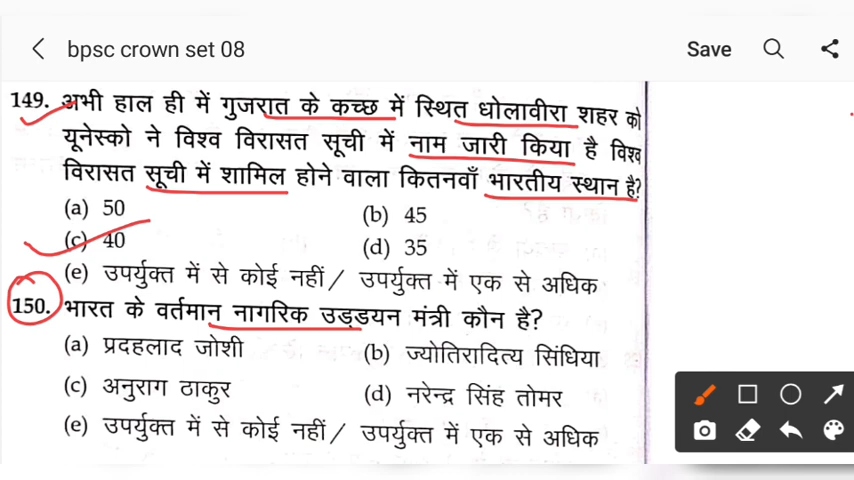 bpsc crown set 08
Save
149. अभी हाल ही में गुजरात के कच्छ में स्थित धोलावीरा शहर को
यूनेस्को ने विश्व विरासत सूची में नाम जारी किया है विश्व
विरासत सूची में शामिल होने वाला कितनवाँ भारतीय स्थान है?
(a) 50 (b) 45
(c) 40 (d) 35
(e) उपर्युक्त में से कोई नहीं/ उपर्युक्त में एक से अधिक
150. भारत के वर्तमान नागरिक उड्डयन मंत्री कौन है?
(a) प्रदहलाद जोशी (b) ज्योतिरादित्य सिंधिया
(c) अनुराग ठाकुर (d) नरेन्द्र सिंह तोमर
(e) उपर्युक्त में से कोई नहीं/ उपर्युक्त में एक से अधिक